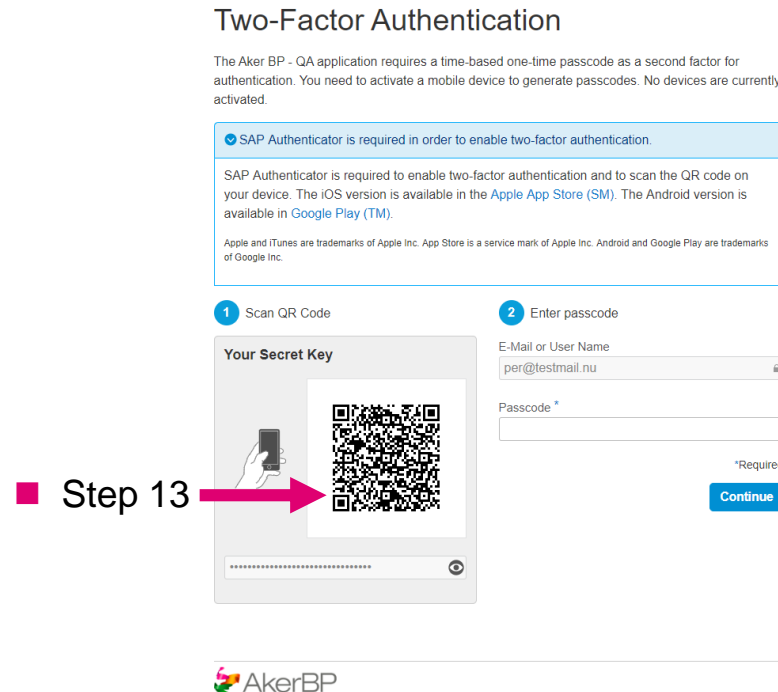 Two-Factor Authentication
The Aker BP - QA application requires a time-based one-time passcode as a second factor for
authentication. You need to activate a mobile device to generate passcodes. No devices are currently
activated.
SAP Authenticator is required in order to enable two-factor authentication.
SAP Authenticator is required to enable two-factor authentication and to scan the QR code on
your device. The iOS version is available in the Apple App Store (SM). The Android version is
available in Google Play (TM).
Apple and iTunes are trademarks of Apple Inc. App Store is a service mark of Apple Inc. Android and Google Play are trademarks
of Google Inc.
1 Scan QR Code
2 Enter passcode
Your Secret Key
E-Mail or User Name
per@testmail.nu
Passcode *
*Require
Step 13
Continue
••••••••••••••••••••••••••••••••
AkerBP